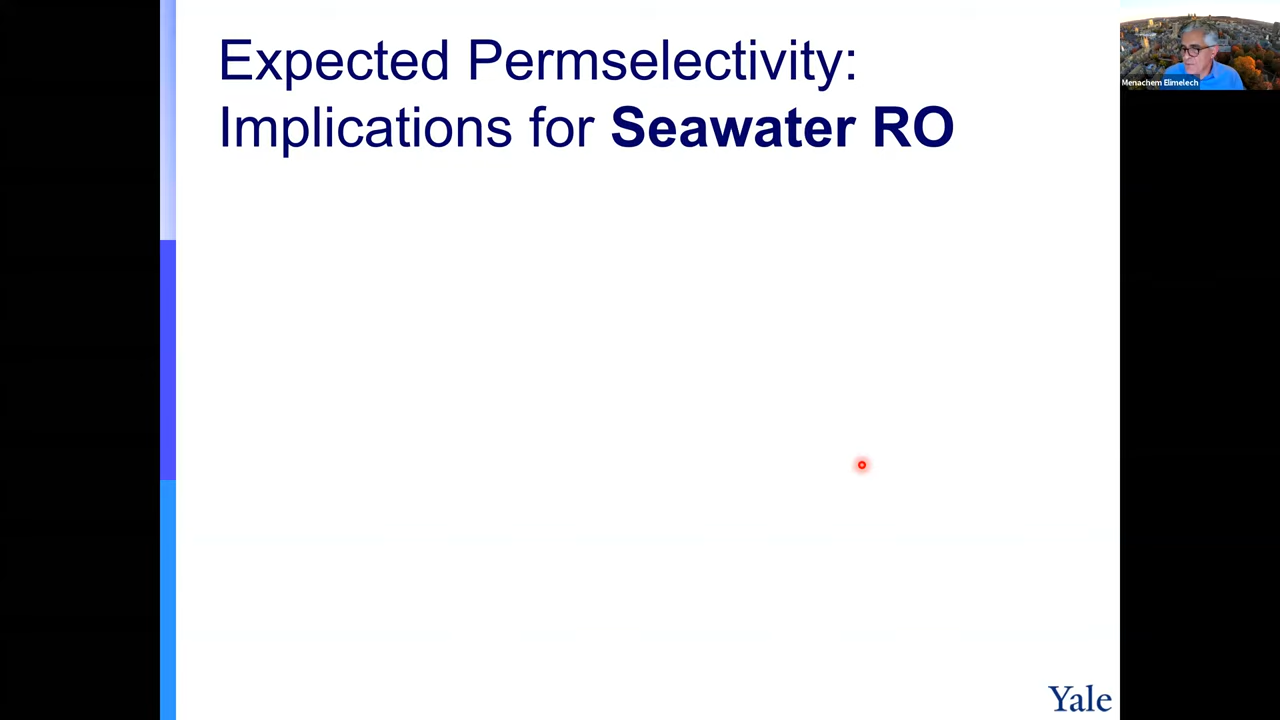 Expected Permselectivity:
Implications for Seawater RO
Menachem Elimelech
Yale